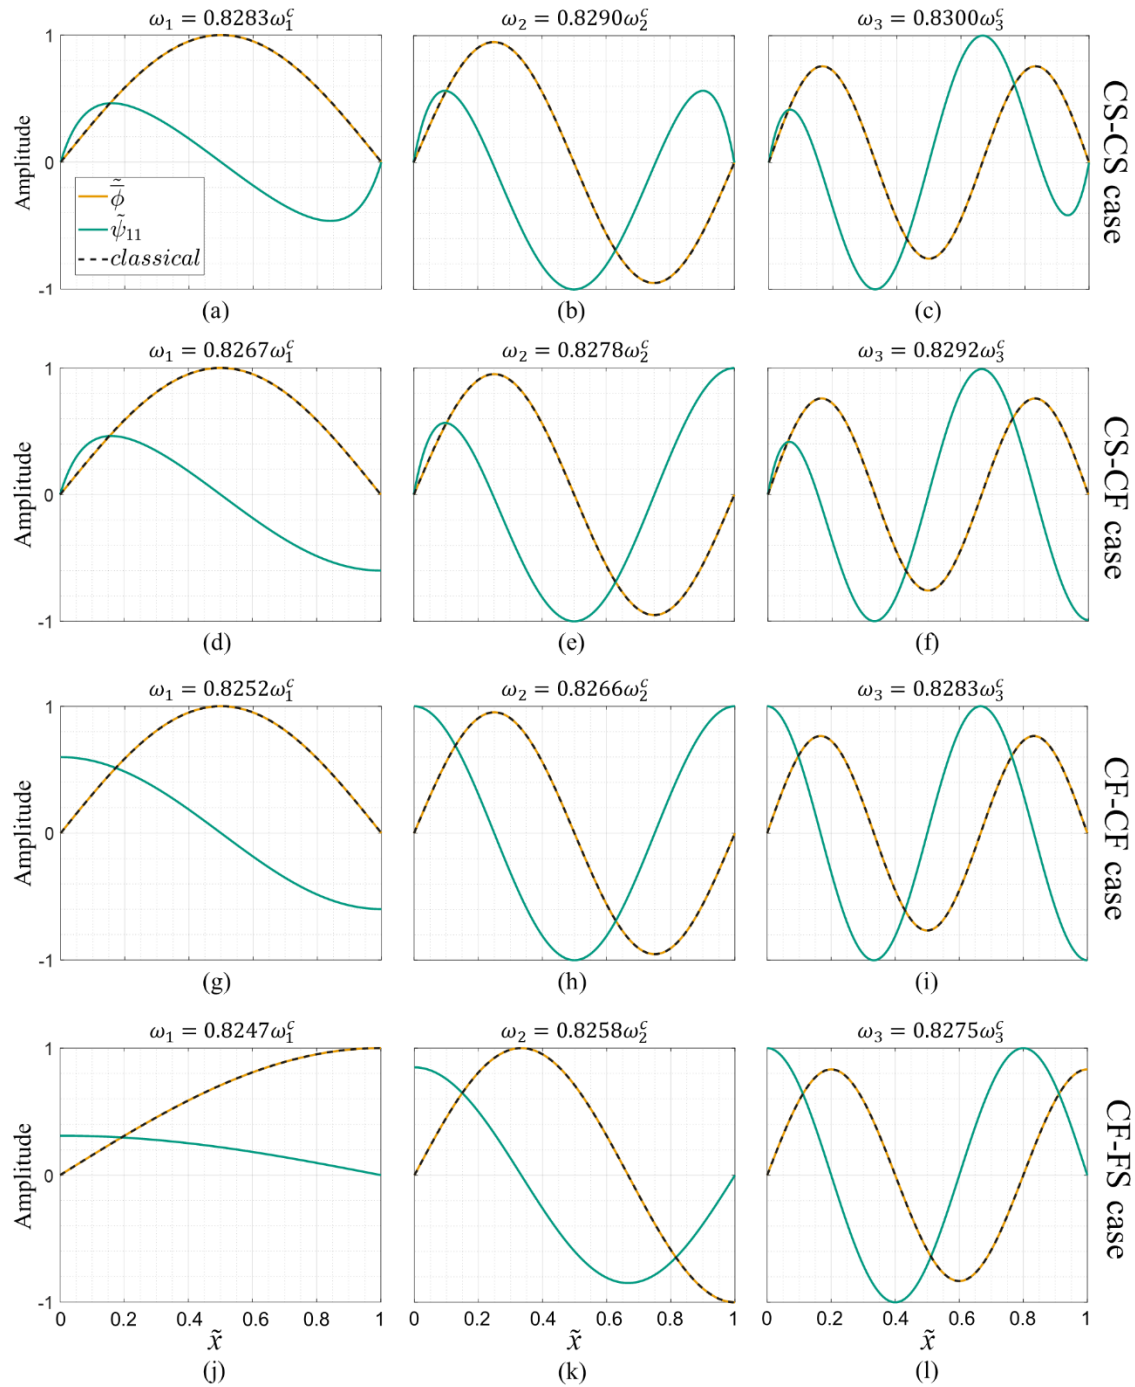 ω₁ = 0.8283ω₁ᶜ
ω₂ = 0.8290ω₂ᶜ
ω₃ = 0.8300ω₃ᶜ
1
0
-1
Amplitude
ϕ̿̃
ψ̃₁₁
classical
CS-CS case
(a)
(b)
(c)
ω₁ = 0.8267ω₁ᶜ
ω₂ = 0.8278ω₂ᶜ
ω₃ = 0.8292ω₃ᶜ
1
0
-1
Amplitude
CS-CF case
(d)
(e)
(f)
ω₁ = 0.8252ω₁ᶜ
ω₂ = 0.8266ω₂ᶜ
ω₃ = 0.8283ω₃ᶜ
1
0
-1
Amplitude
CF-CF case
(g)
(h)
(i)
ω₁ = 0.8247ω₁ᶜ
ω₂ = 0.8258ω₂ᶜ
ω₃ = 0.8275ω₃ᶜ
1
0
-1
Amplitude
CF-FS case
0 0.2 0.4 0.6 0.8 1
0 0.2 0.4 0.6 0.8 1
0 0.2 0.4 0.6 0.8 1
x̃
x̃
x̃
(j)
(k)
(l)